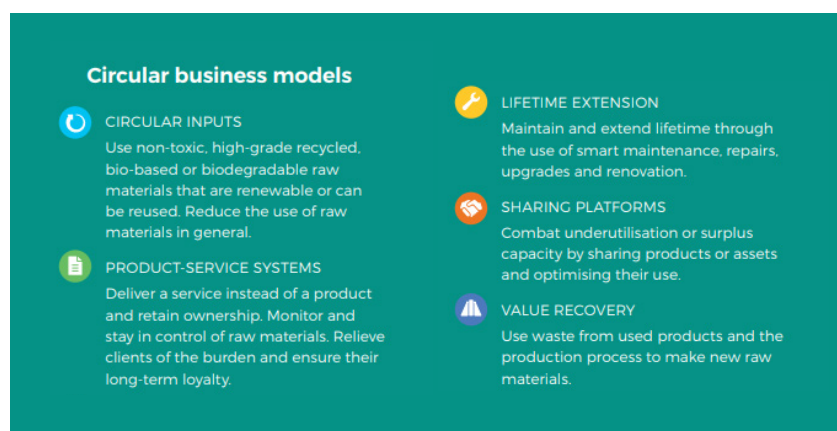 Circular business models
CIRCULAR INPUTS
Use non-toxic, high-grade recycled,
bio-based or biodegradable raw
materials that are renewable or can
be reused. Reduce the use of raw
materials in general.
PRODUCT-SERVICE SYSTEMS
Deliver a service instead of a product
and retain ownership. Monitor and
stay in control of raw materials. Relieve
clients of the burden and ensure their
long-term loyalty.
LIFETIME EXTENSION
Maintain and extend lifetime through
the use of smart maintenance, repairs,
upgrades and renovation.
SHARING PLATFORMS
Combat underutilisation or surplus
capacity by sharing products or assets
and optimising their use.
VALUE RECOVERY
Use waste from used products and the
production process to make new raw
materials.